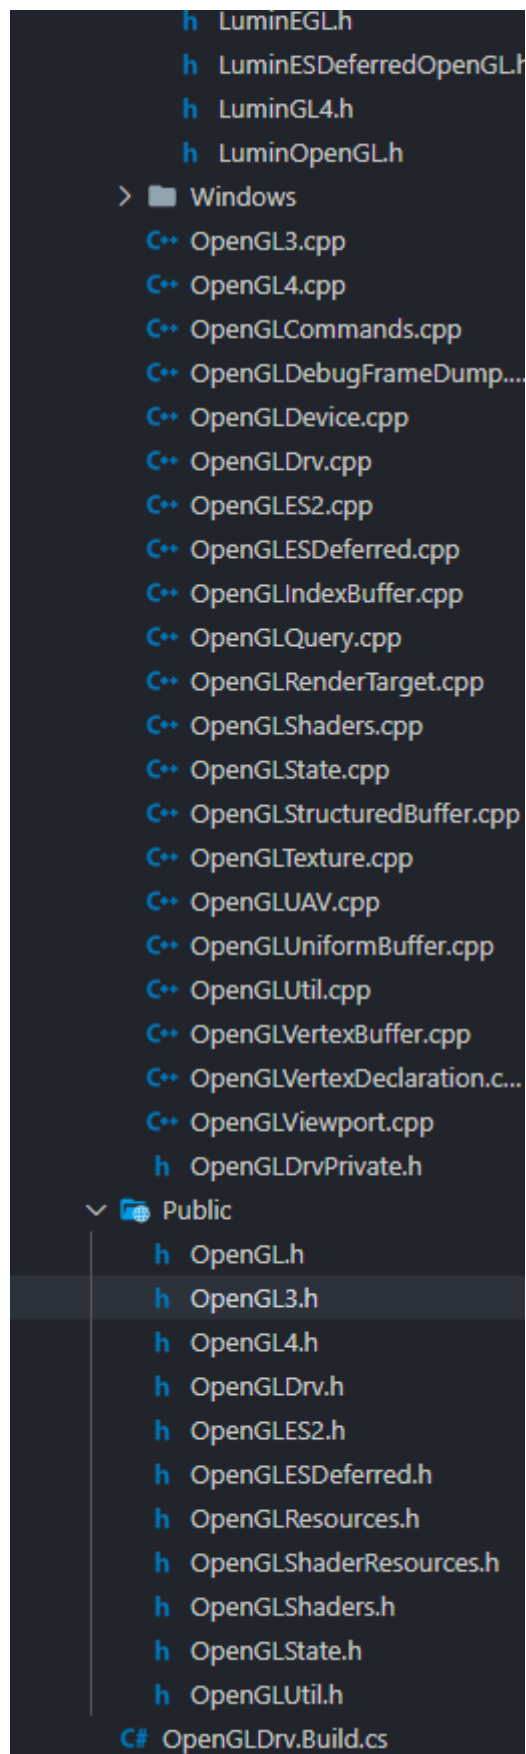 h LuminEGL.h
h LuminESDeferredOpenGL.h
h LuminGL4.h
h LuminOpenGL.h
Windows
C++ OpenGL3.cpp
C++ OpenGL4.cpp
C++ OpenGLCommands.cpp
C++ OpenGLDebugFrameDump....
C++ OpenGLDevice.cpp
C++ OpenGLDrv.cpp
C++ OpenGLES2.cpp
C++ OpenGLESDeferred.cpp
C++ OpenGLIndexBuffer.cpp
C++ OpenGLQuery.cpp
C++ OpenGLRenderTarget.cpp
C++ OpenGLShaders.cpp
C++ OpenGLState.cpp
C++ OpenGLStructuredBuffer.cpp
C++ OpenGLTexture.cpp
C++ OpenGLUAV.cpp
C++ OpenGLUniformBuffer.cpp
C++ OpenGLUtil.cpp
C++ OpenGLVertexBuffer.cpp
C++ OpenGLVertexDeclaration.c...
C++ OpenGLViewport.cpp
h OpenGLDrvPrivate.h
Public
h OpenGL.h
h OpenGL3.h
h OpenGL4.h
h OpenGLDrv.h
h OpenGLES2.h
h OpenGLESDeferred.h
h OpenGLResources.h
h OpenGLShaderResources.h
h OpenGLShaders.h
h OpenGLState.h
h OpenGLUtil.h
C# OpenGLDrv.Build.cs